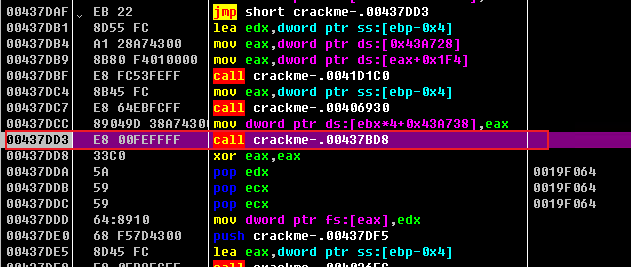 00437DAF EB 22 jmp short crackme-.00437DD3
00437DB1 8D55 FC lea edx,dword ptr ss:[ebp-0x4]
00437DB4 A1 28A74300 mov eax,dword ptr ds:[0x43A728]
00437DB9 8B80 F4010000 mov eax,dword ptr ds:[eax+0x1F4]
00437DBF E8 FC53FEFF call crackme-.0041D1C0
00437DC4 8B45 FC mov eax,dword ptr ss:[ebp-0x4]
00437DC7 E8 64EBFCFF call crackme-.00406930
00437DCC 89049D 38A74300 mov dword ptr ds:[ebx*4+0x43A738],eax
00437DD3 E8 00FEFFFF call crackme-.00437BD8
00437DD8 33C0 xor eax,eax
00437DDA 5A pop edx 0019F064
00437DDB 59 pop ecx 0019F064
00437DDC 59 pop ecx 0019F064
00437DDD 64:8910 mov dword ptr fs:[eax],edx
00437DE0 68 F57D4300 push crackme-.00437DF5
00437DE5 8D45 FC lea eax,dword ptr ss:[ebp-0x4]